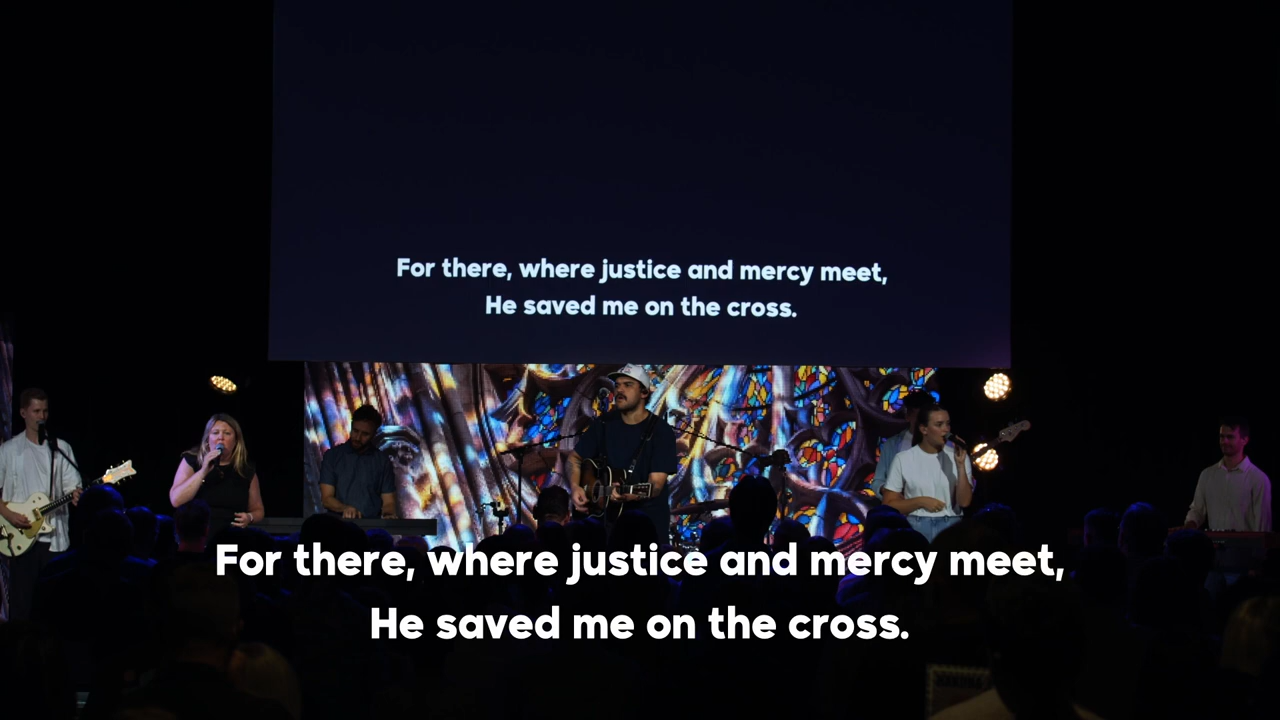 For there, where justice and mercy meet,
He saved me on the cross.
For there, where justice and mercy meet,
He saved me on the cross.